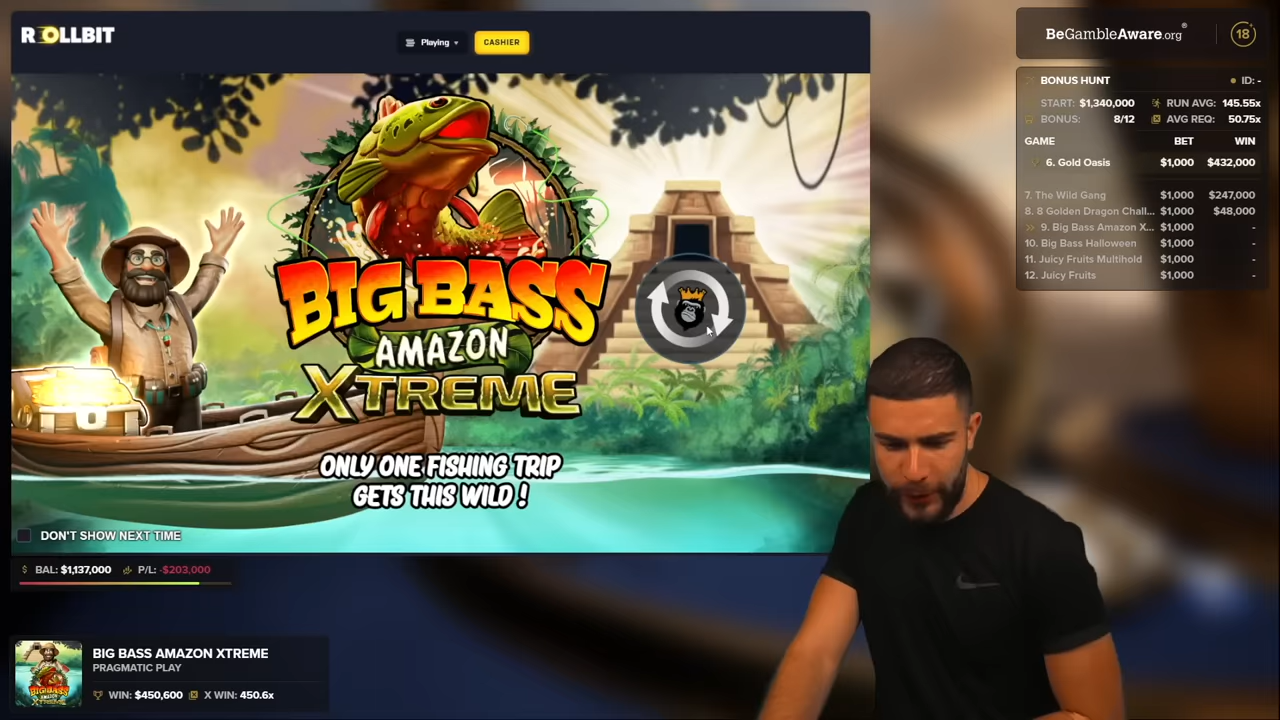 ROLLBIT
Playing
CASHIER
BIG BASS
AMAZON
XTREME
ONLY ONE FISHING TRIP
GETS THIS WILD !
DON'T SHOW NEXT TIME
BAL: $1,137,000 P/L: -$203,000
BIG BASS AMAZON XTREME
PRAGMATIC PLAY
WIN: $450,600 X WIN: 450.6x
BeGambleAware.org® 18+
BONUS HUNT ID: -
START: $1,340,000 RUN AVG: 145.55x
BONUS: 8/12 AVG REQ: 50.75x
GAME BET WIN
6. Gold Oasis $1,000 $432,000
7. The Wild Gang $1,000 $247,000
8. 8 Golden Dragon Chall... $1,000 $48,000
9. Big Bass Amazon X... $1,000 -
10. Big Bass Halloween $1,000 -
11. Juicy Fruits Multihold $1,000 -
12. Juicy Fruits $1,000 -